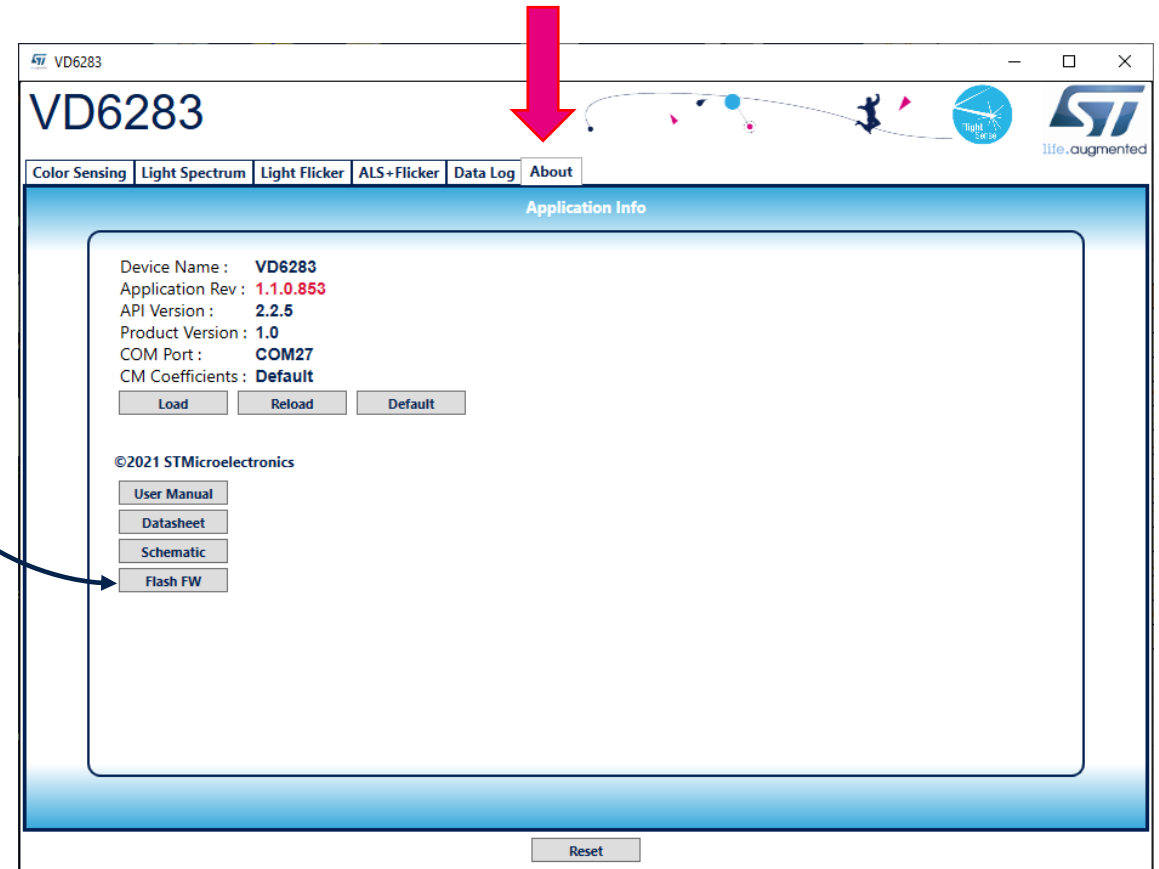 VD6283
VD6283
Flight
Sense
life.augmented
Color Sensing Light Spectrum Light Flicker ALS+Flicker Data Log About
Application Info
Device Name : VD6283
Application Rev : 1.1.0.853
API Version : 2.2.5
Product Version : 1.0
COM Port : COM27
CM Coefficients : Default
Load Reload Default
©2021 STMicroelectronics
User Manual
Datasheet
Schematic
Flash FW
Reset